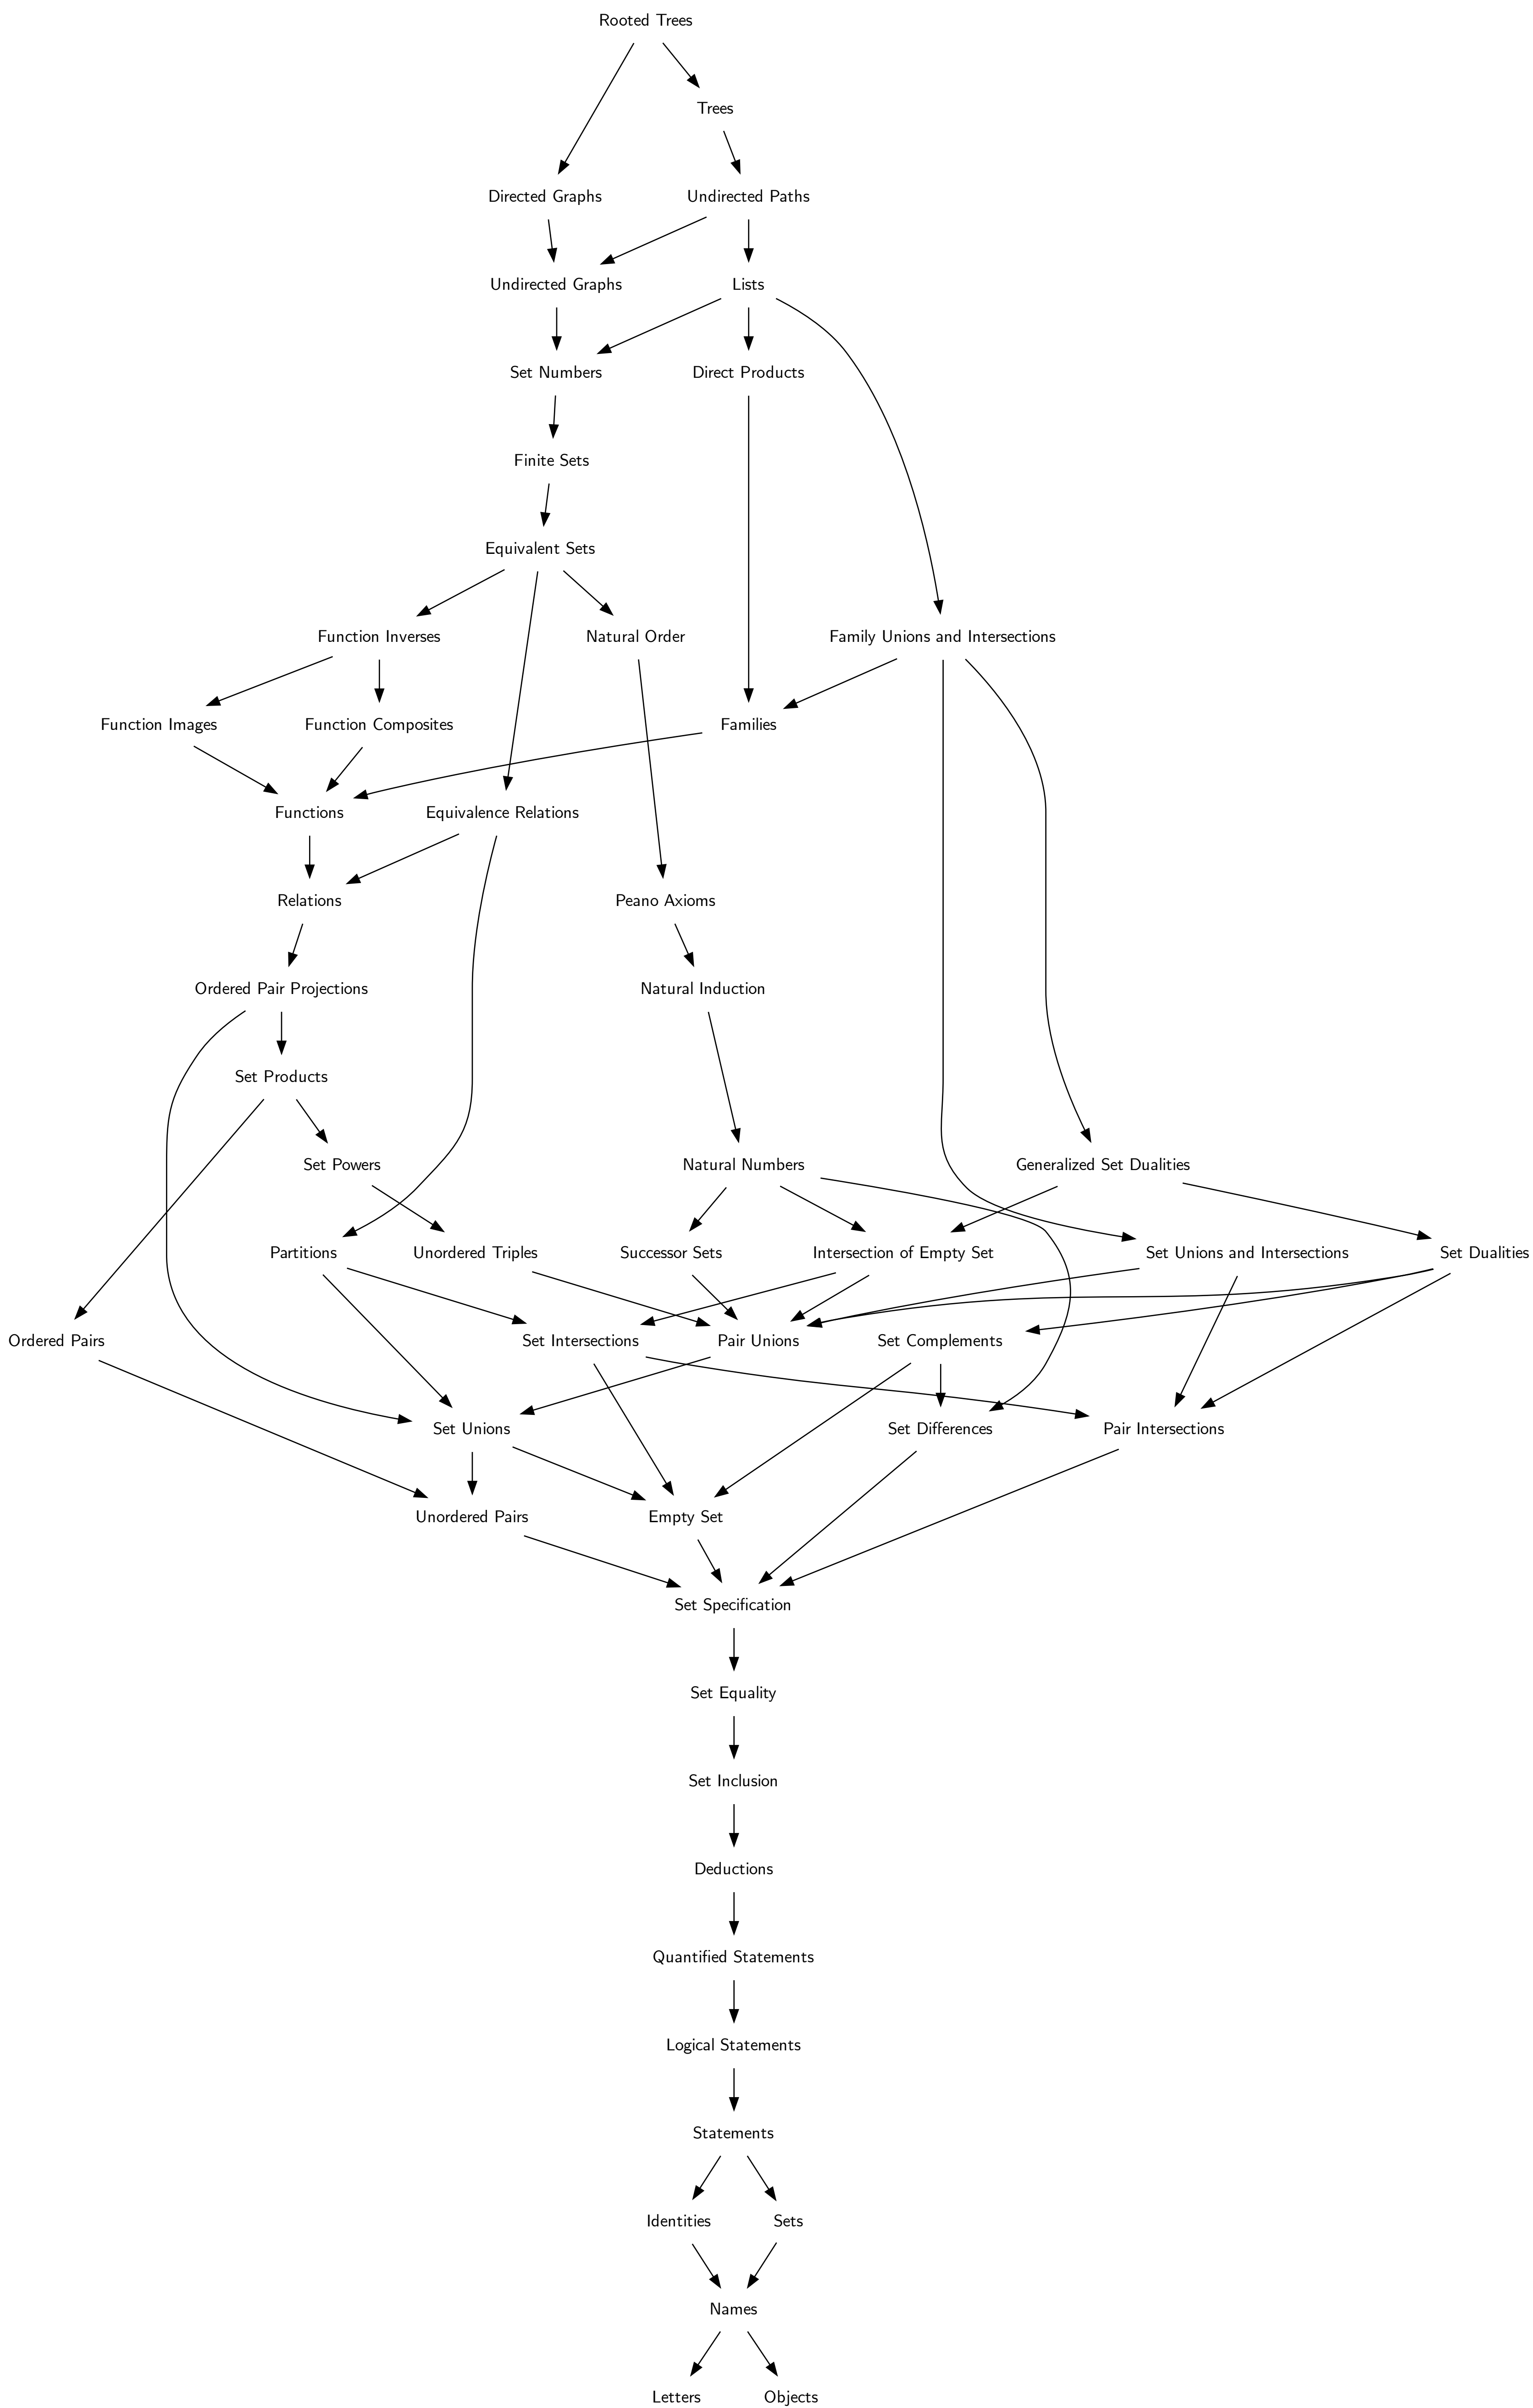 Rooted Trees
Trees
Directed Graphs
Undirected Paths
Undirected Graphs
Lists
Set Numbers
Direct Products
Finite Sets
Equivalent Sets
Function Inverses
Natural Order
Family Unions and Intersections
Function Images
Function Composites
Families
Functions
Equivalence Relations
Relations
Peano Axioms
Ordered Pair Projections
Natural Induction
Set Products
Set Powers
Natural Numbers
Generalized Set Dualities
Partitions
Unordered Triples
Successor Sets
Intersection of Empty Set
Set Unions and Intersections
Set Dualities
Ordered Pairs
Set Intersections
Pair Unions
Set Complements
Set Unions
Set Differences
Pair Intersections
Unordered Pairs
Empty Set
Set Specification
Set Equality
Set Inclusion
Deductions
Quantified Statements
Logical Statements
Statements
Identities
Sets
Names
Letters
Objects